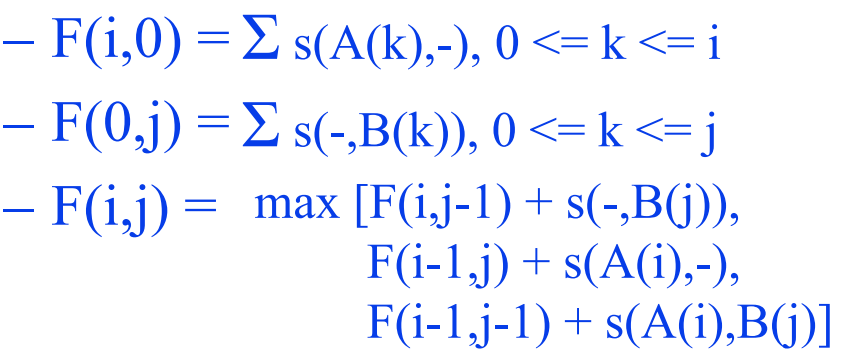 – F(i,0) = Σ s(A(k),-), 0 <= k <= i
– F(0,j) = Σ s(-,B(k)), 0 <= k <= j
– F(i,j) = max [F(i,j-1) + s(-,B(j)),
F(i-1,j) + s(A(i),-),
F(i-1,j-1) + s(A(i),B(j)]